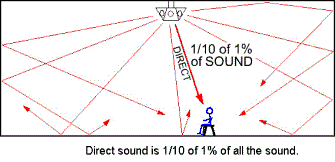 DIRECT
1/10 of 1%
of SOUND
Direct sound is 1/10 of 1% of all the sound.